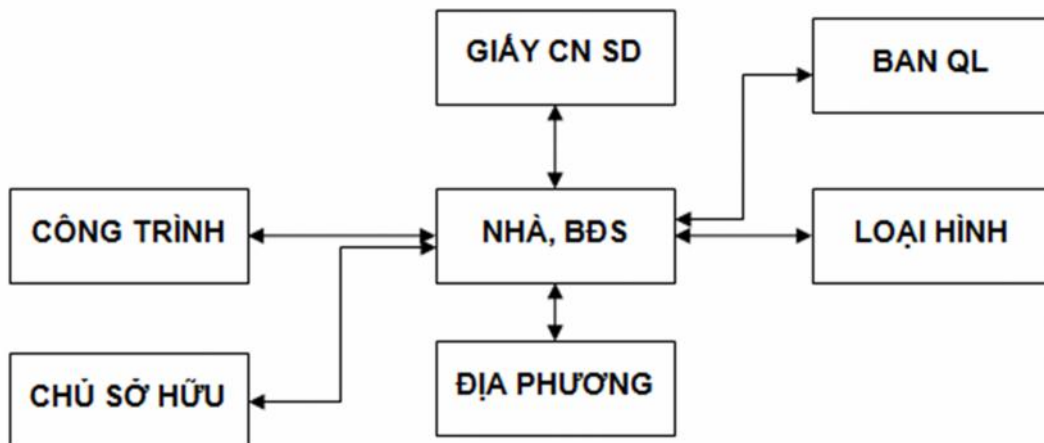 GIẤY CN SD
BAN QL
CÔNG TRÌNH
NHÀ, BĐS
LOẠI HÌNH
CHỦ SỞ HỮU
ĐỊA PHƯƠNG